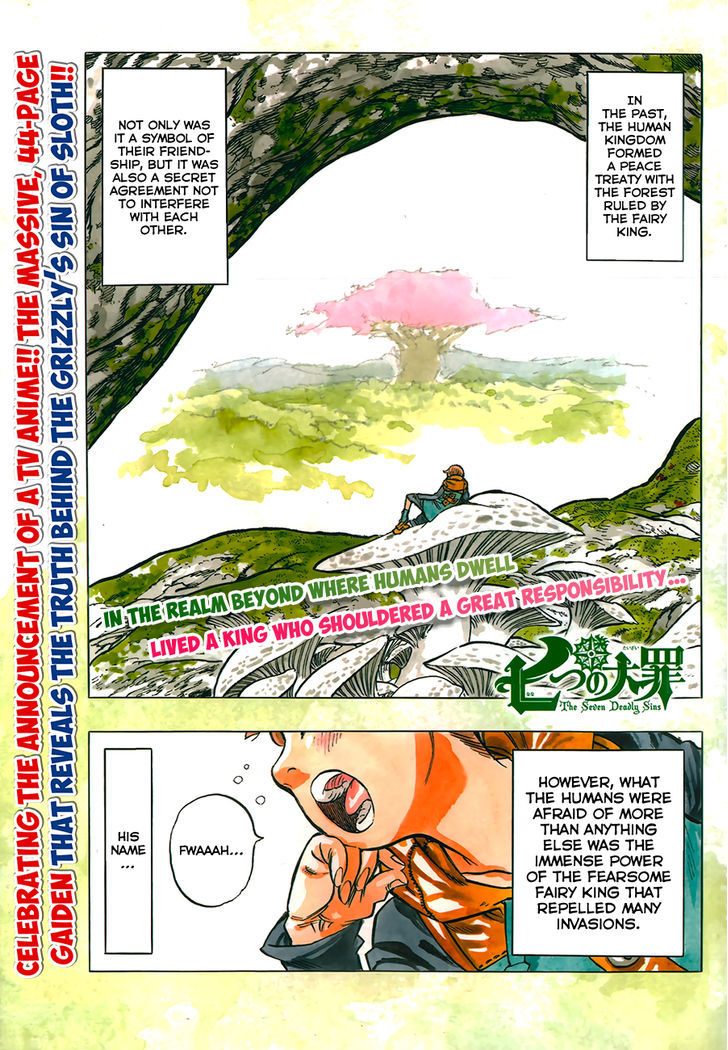 CELEBRATING THE ANNOUNCEMENT OF A TV ANIME!! THE MASSIVE, 44-PAGE
GAIDEN THAT REVEALS THE TRUTH BEHIND THE GRIZZLY'S SIN OF SLOTH!!
IN
THE PAST,
THE HUMAN
KINGDOM
FORMED
A PEACE
TREATY WITH
THE FOREST
RULED BY
THE FAIRY
KING.
NOT ONLY WAS
IT A SYMBOL OF
THEIR FRIEND-
SHIP, BUT IT WAS
ALSO A SECRET
AGREEMENT NOT
TO INTERFERE
WITH EACH
OTHER.
IN THE REALM BEYOND WHERE HUMANS DWELL
LIVED A KING WHO SHOULDERED A GREAT RESPONSIBILITY...
七つの大罪
The Seven Deadly Sins
HOWEVER, WHAT
THE HUMANS WERE
AFRAID OF MORE
THAN ANYTHING
ELSE WAS THE
IMMENSE POWER
OF THE FEARSOME
FAIRY KING THAT
REPELLED MANY
INVASIONS.
FWAAAH...
HIS
NAME
...